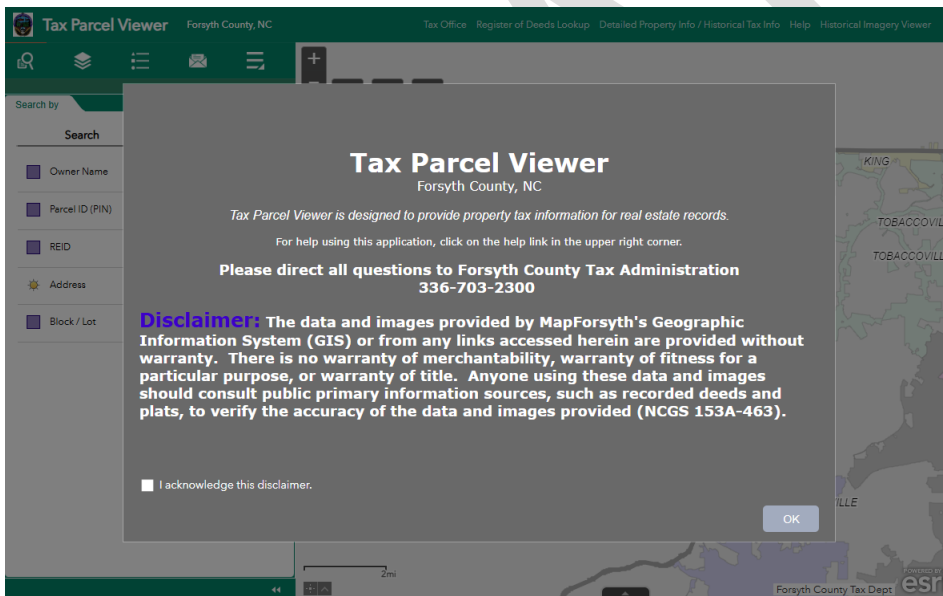 Tax Parcel Viewer Forsyth County, NC Tax Office Register of Deeds Lookup Detailed Property Info / Historical Tax Info Help Historical Imagery Viewer
+
Search by
Search
Owner Name
Parcel ID (PIN)
REID
Address
Block / Lot
Tax Parcel Viewer
Forsyth County, NC
Tax Parcel Viewer is designed to provide property tax information for real estate records.
For help using this application, click on the help link in the upper right corner.
Please direct all questions to Forsyth County Tax Administration
336-703-2300
Disclaimer: The data and images provided by MapForsyth's Geographic
Information System (GIS) or from any links accessed herein are provided without
warranty. There is no warranty of merchantability, warranty of fitness for a
particular purpose, or warranty of title. Anyone using these data and images
should consult public primary information sources, such as recorded deeds and
plats, to verify the accuracy of the data and images provided (NCGS 153A-463).
I acknowledge this disclaimer.
OK
KING
TOBACCOVIL
TOBACCOVILL
ILLE
2mi
Forsyth County Tax Dept
POWERED BY
esr